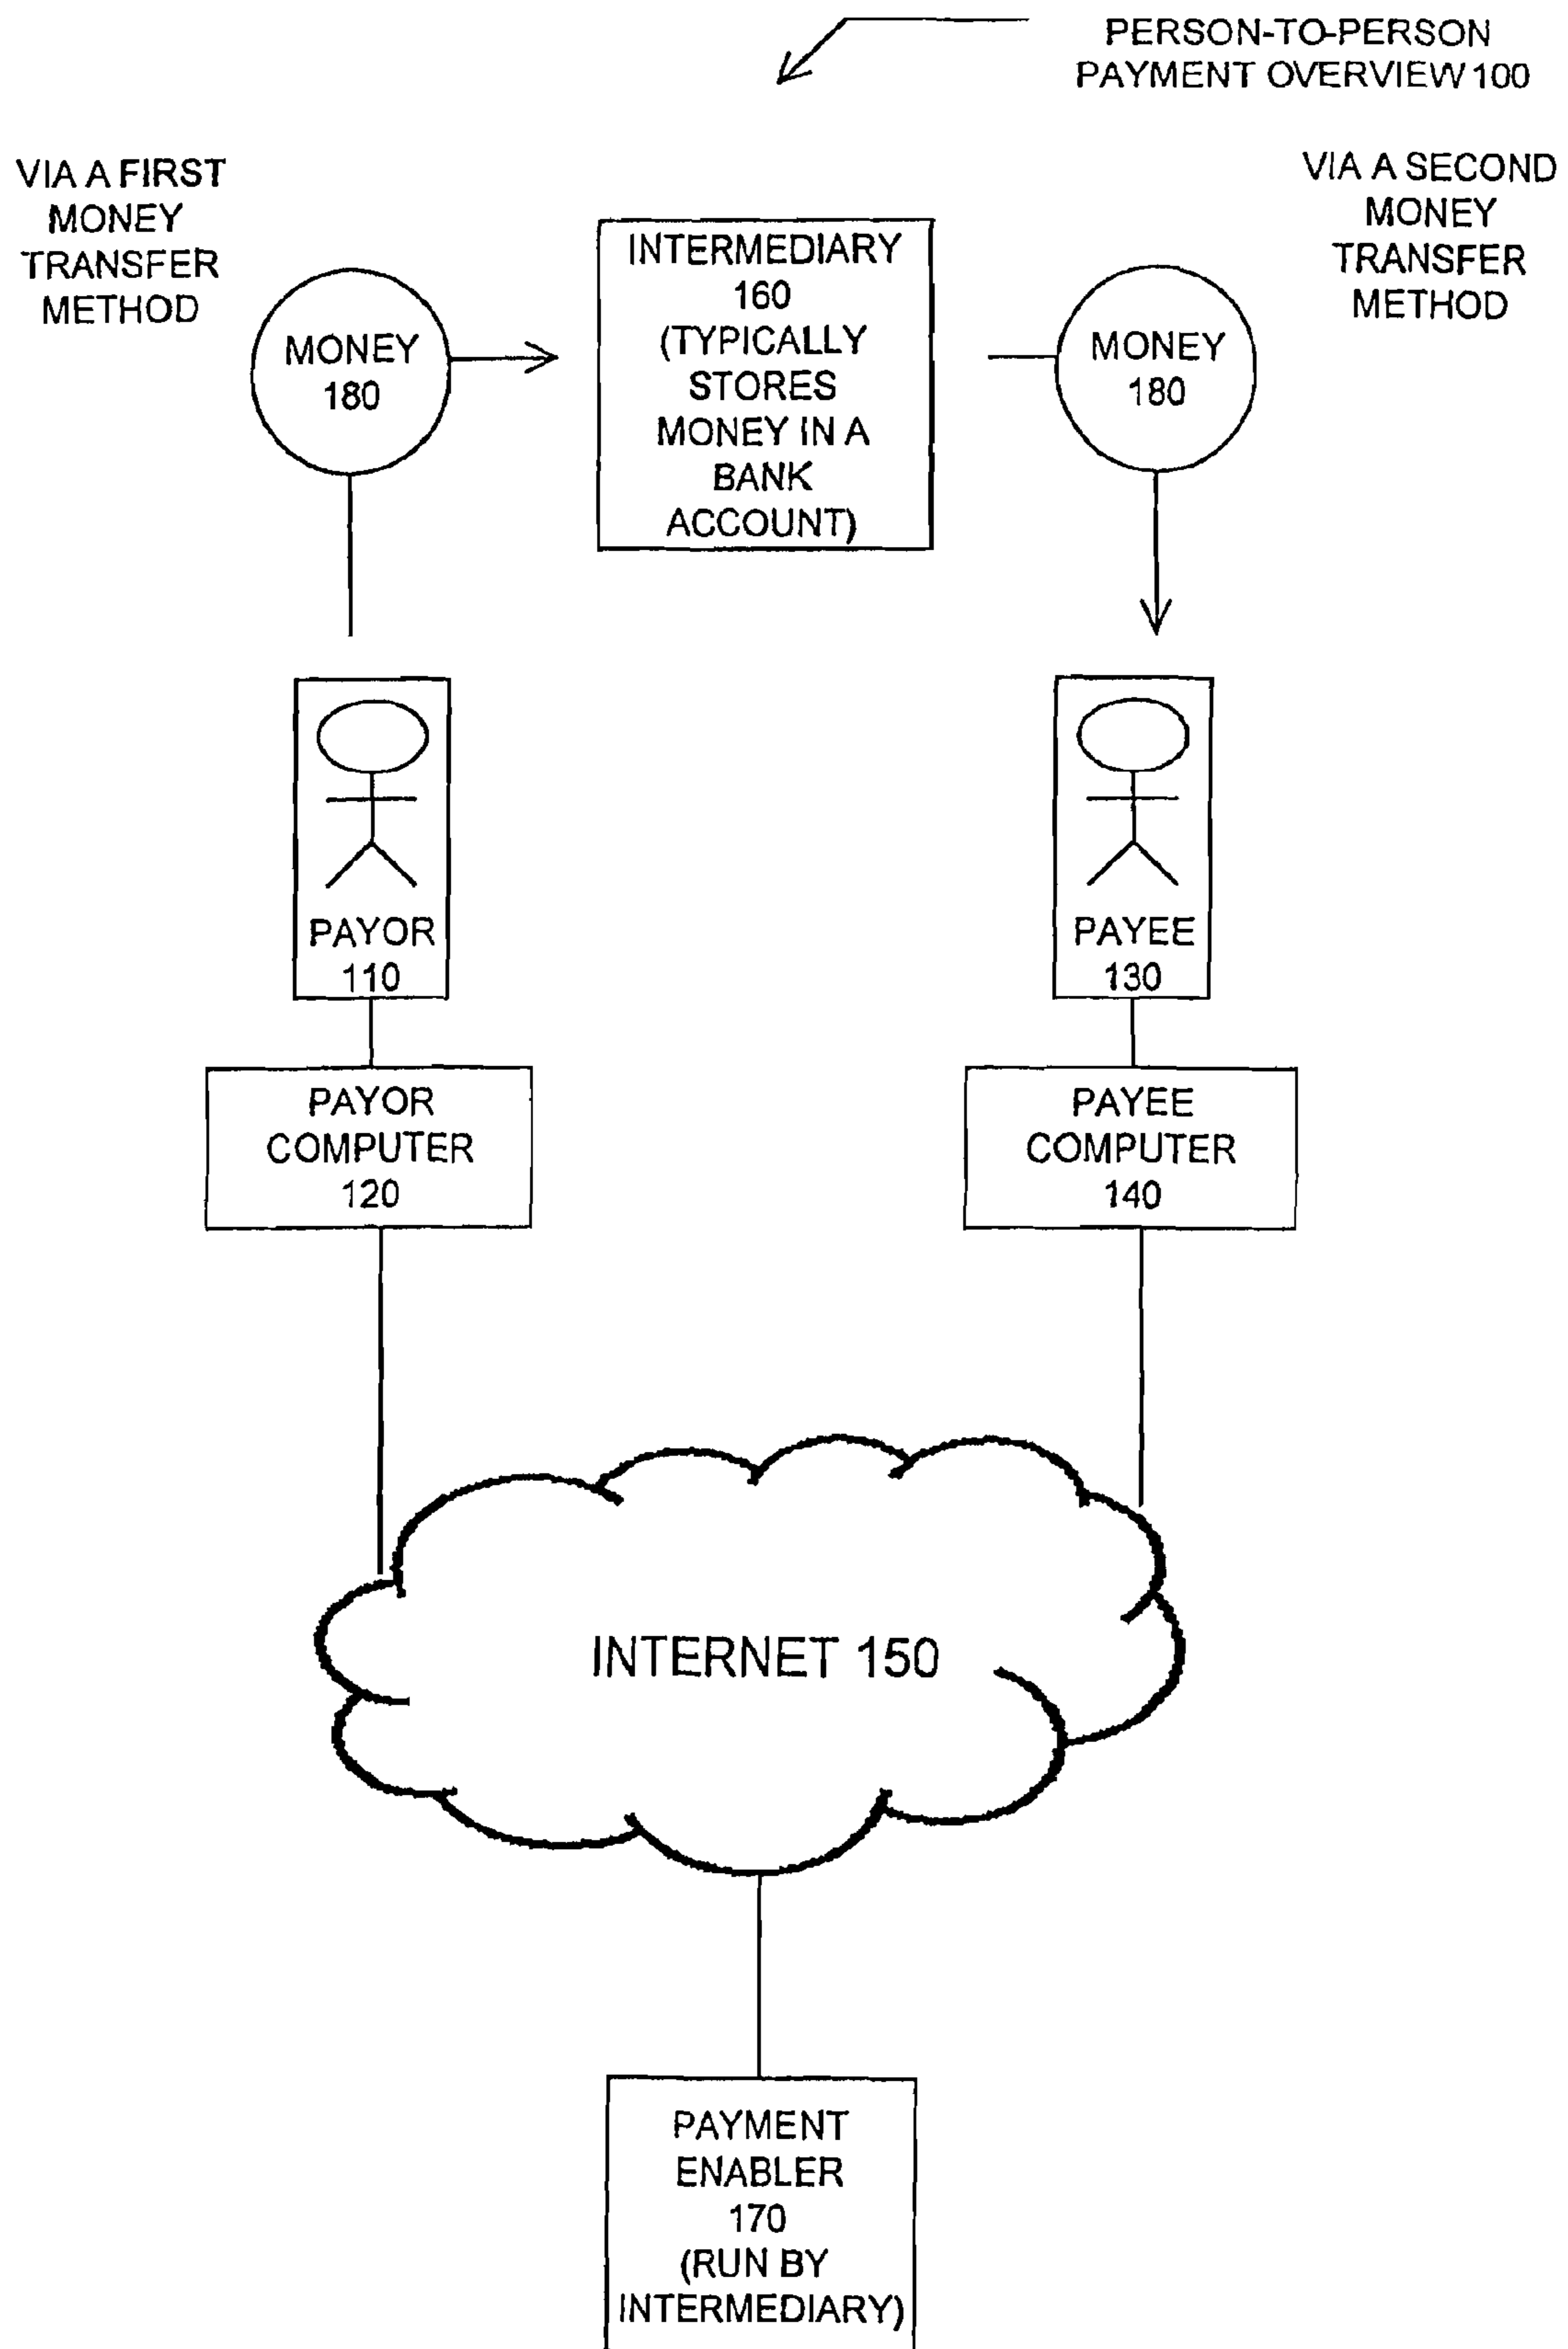 PERSON-TO-PERSON
PAYMENT OVERVIEW 100
VIA A FIRST
MONEY
TRANSFER
METHOD
MONEY
180
INTERMEDIARY
160
(TYPICALLY
STORES
MONEY IN A
BANK
ACCOUNT)
MONEY
180
VIA A SECOND
MONEY
TRANSFER
METHOD
PAYOR
110
PAYEE
130
PAYOR
COMPUTER
120
PAYEE
COMPUTER
140
INTERNET 150
PAYMENT
ENABLER
170
(RUN BY
INTERMEDIARY)